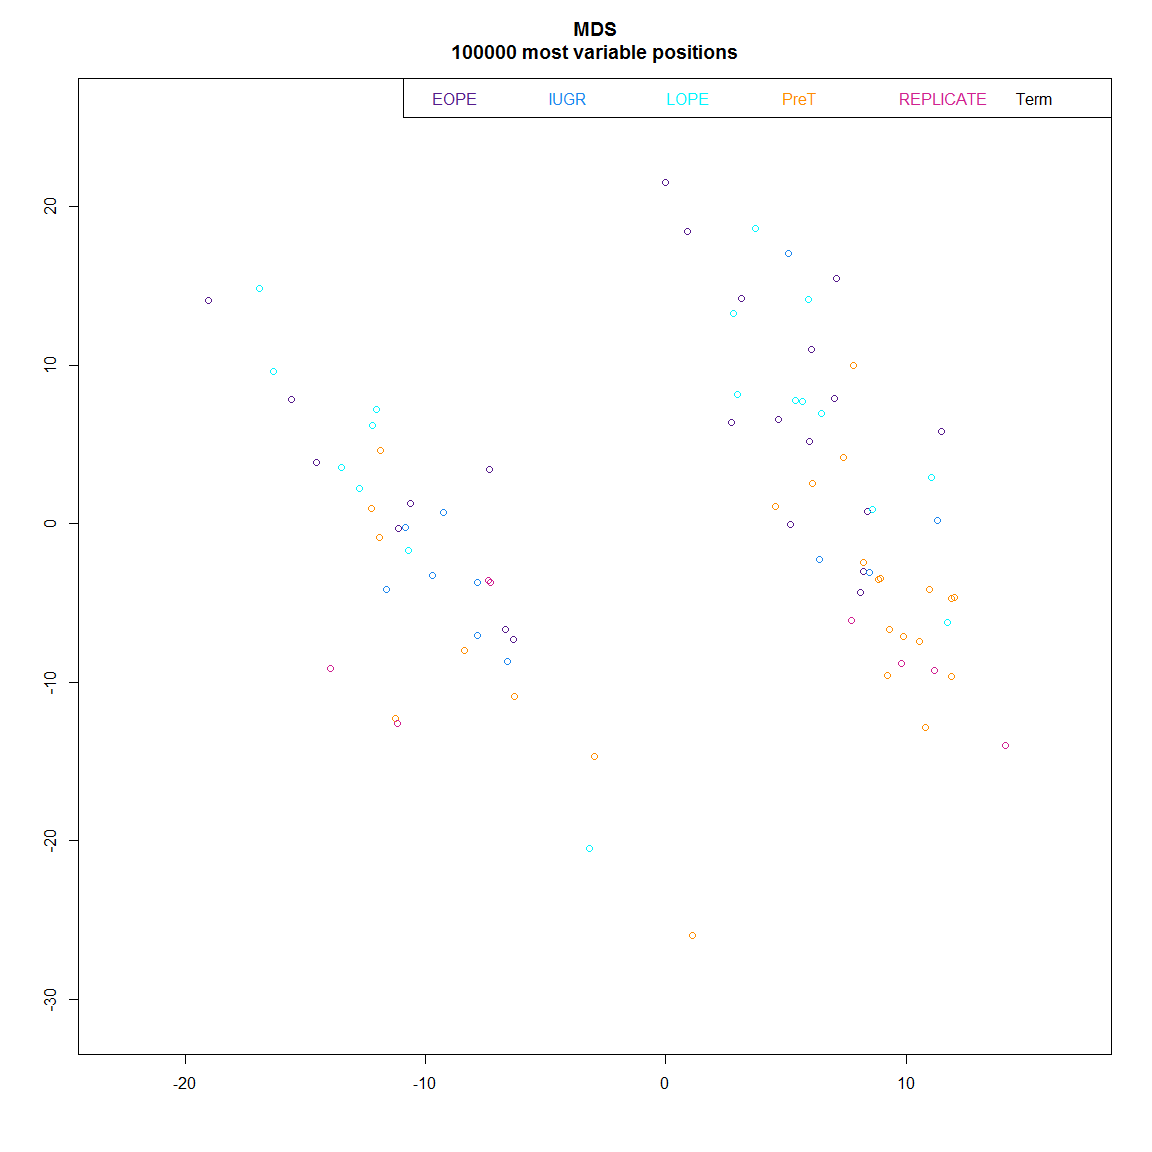 MDS
100000 most variable positions
EOPE IUGR LOPE PreT REPLICATE Term
20
10
0
-10
-20
-30
-20 -10 0 10